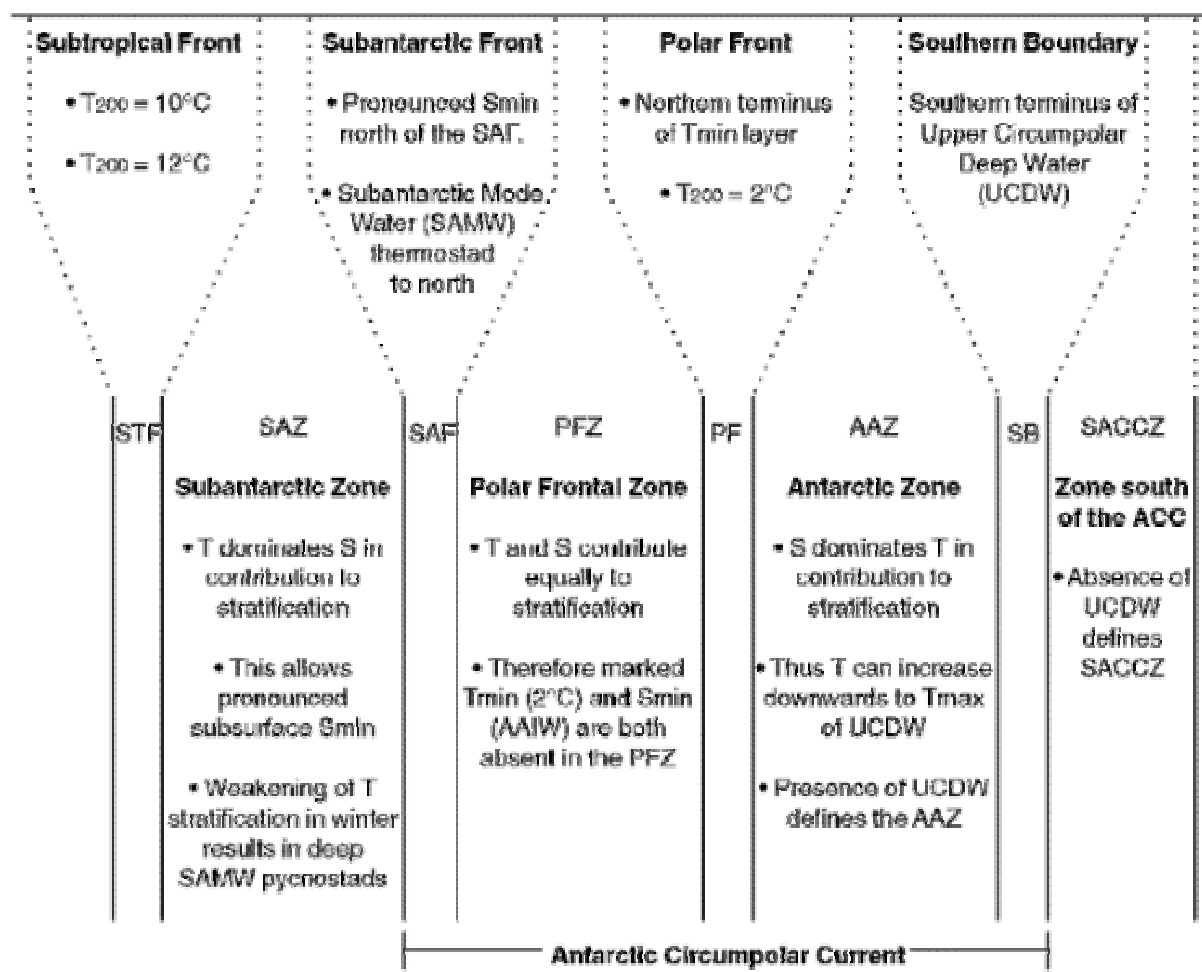 Subtropical Front
• T200 = 10°C
• T200 = 12°C
Subantarctic Front
• Pronounced Smin
north of the SAF.
• Subantarctic Mode
Water (SAMW)
thermostad
to north
Polar Front
• Northern terminus
of Tmin layer
• T200 = 2°C
Southern Boundary
Southern terminus of
Upper Circumpolar
Deep Water
(UCDW)
STF
SAZ
Subantarctic Zone
• T dominates S in
contribution to
stratification
• This allows
pronounced
subsurface Smin
• Weakening of T
stratification in winter
results in deep
SAMW pycnostads
SAF
PFZ
Polar Frontal Zone
• T and S contribute
equally to
stratification
• Therefore marked
Tmin (2°C) and Smin
(AAIW) are both
absent in the PFZ
PF
AAZ
Antarctic Zone
• S dominates T in
contribution to
stratification
• Thus T can increase
downwards to Tmax
of UCDW
• Presence of UCDW
defines the AAZ
SB
SACCZ
Zone south
of the ACC
• Absence of
UCDW
defines
SACCZ
Antarctic Circumpolar Current